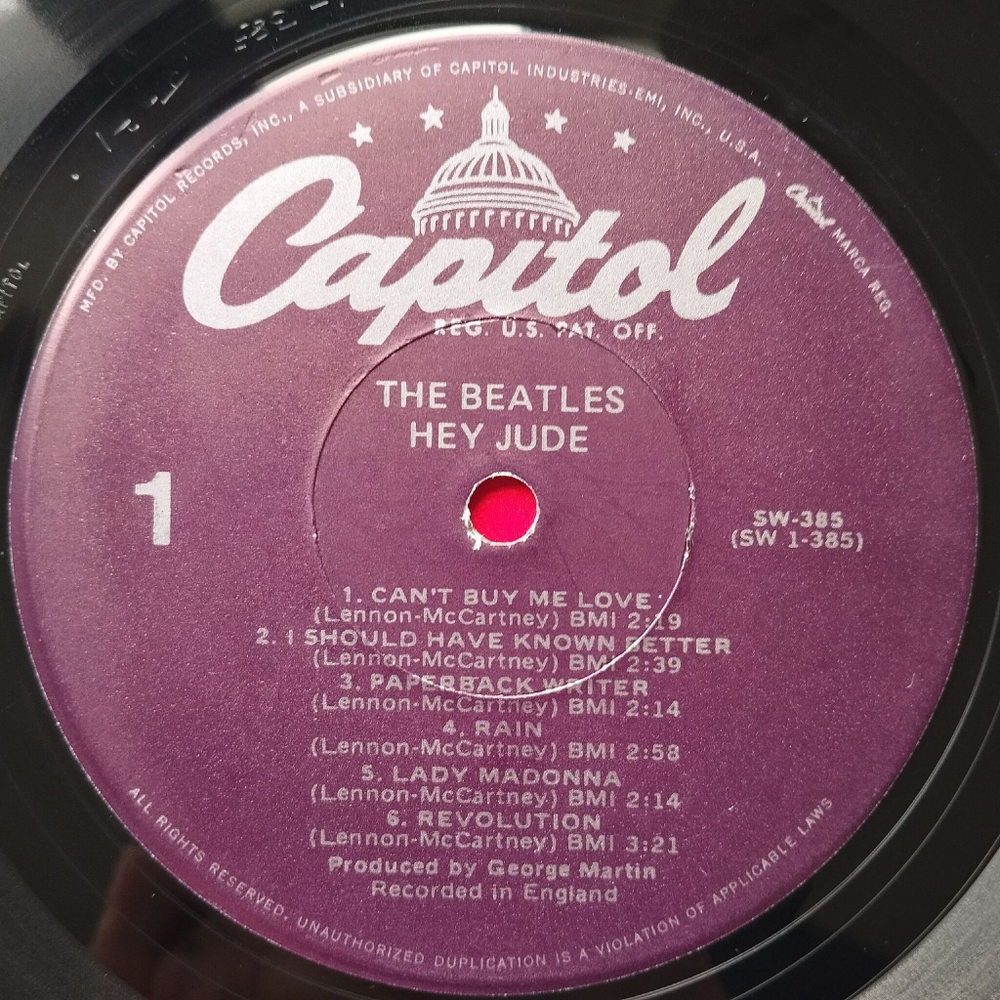 MFD. BY CAPITOL RECORDS, INC., A SUBSIDIARY OF CAPITOL INDUSTRIES-EMI, INC., U.S.A.
Capitol MARCA REG.
Capitol
REG. U.S. PAT. OFF.
THE BEATLES
HEY JUDE
1
SW-385
(SW 1-385)
1. CAN'T BUY ME LOVE
(Lennon-McCartney) BMI 2:19
2. I SHOULD HAVE KNOWN BETTER
(Lennon-McCartney) BMI 2:39
3. PAPERBACK WRITER
(Lennon-McCartney) BMI 2:14
4. RAIN
(Lennon-McCartney) BMI 2:58
5. LADY MADONNA
(Lennon-McCartney) BMI 2:14
6. REVOLUTION
(Lennon-McCartney) BMI 3:21
Produced by George Martin
Recorded in England
ALL RIGHTS RESERVED. UNAUTHORIZED DUPLICATION IS A VIOLATION OF APPLICABLE LAWS